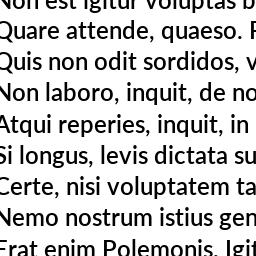 Non est igitur voluptas b
Quare attende, quaeso.
Quis non odit sordidos, v
Non laboro, inquit, de no
Atqui reperies, inquit, in
Si longus, levis dictata su
Certe, nisi voluptatem ta
Nemo nostrum istius gen
Erat enim Polemonis. Igit